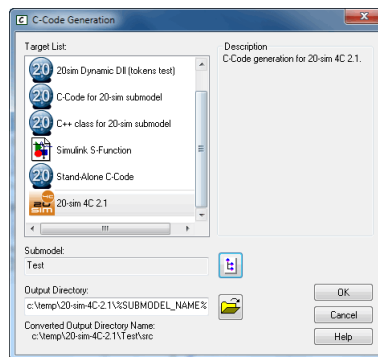 C-Code Generation
Target List:
20sim Dynamic Dll (tokens test)
C-Code for 20-sim submodel
C++ class for 20-sim submodel
Simulink S-Function
Stand-Alone C-Code
20-sim 4C 2.1
Description
C-Code generation for 20-sim 4C 2.1.
Submodel:
Test
Output Directory:
c:\temp\20-sim-4C-2.1\%SUBMODEL_NAME%
Converted Output Directory Name:
c:\temp\20-sim-4C-2.1\Test\src
OK
Cancel
Help